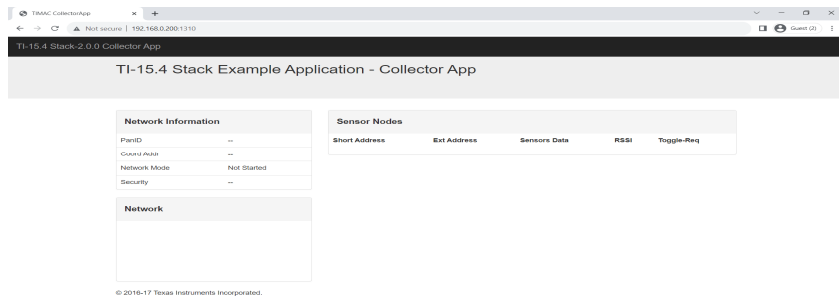 TIMAC CollectorApp
Not secure | 192.168.0.200:1310
Guest (2)
TI-15.4 Stack-2.0.0 Collector App
TI-15.4 Stack Example Application - Collector App
Network Information
PanID --
Coord Addr --
Network Mode Not Started
Security --
Sensor Nodes
Short Address Ext Address Sensors Data RSSI Toggle-Req
Network
© 2016-17 Texas Instruments Incorporated.